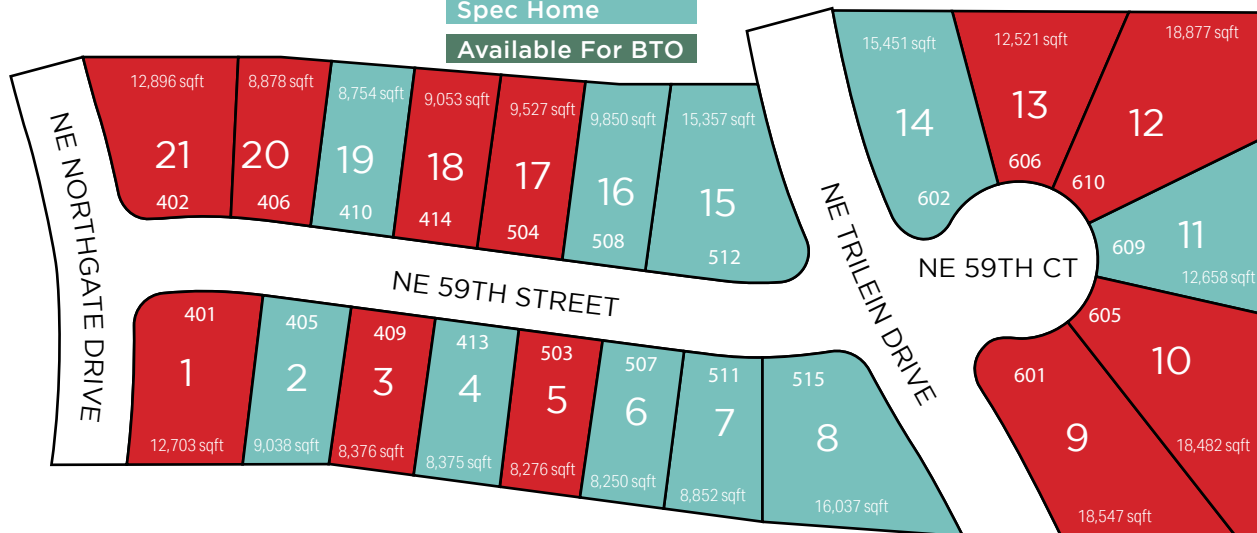 Spec Home
Available For BTO
12,896 sqft
21
402
8,878 sqft
20
406
8,754 sqft
19
410
9,053 sqft
18
414
9,527 sqft
17
504
9,850 sqft
16
508
15,357 sqft
15
512
15,451 sqft
14
602
12,521 sqft
13
606
18,877 sqft
12
610
609
11
12,658 sqft
605
10
18,482 sqft
601
9
18,547 sqft
NE NORTHGATE DRIVE
NE 59TH STREET
NE TRILEIN DRIVE
NE 59TH CT
401
1
12,703 sqft
405
2
9,038 sqft
409
3
8,376 sqft
413
4
8,375 sqft
503
5
8,276 sqft
507
6
8,250 sqft
511
7
8,852 sqft
515
8
16,037 sqft